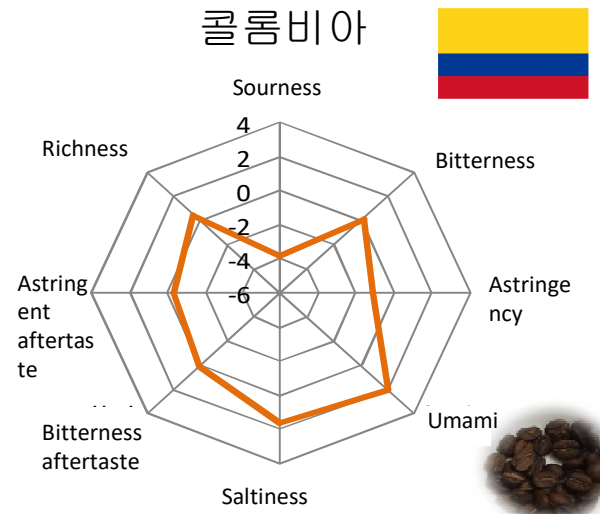 콜롬비아
Sourness
4
2
0
-2
-4
-6
Richness
Bitterness
Astring
ent
aftertas
te
Astringe
ncy
Bitterness
aftertaste
Umami
Saltiness